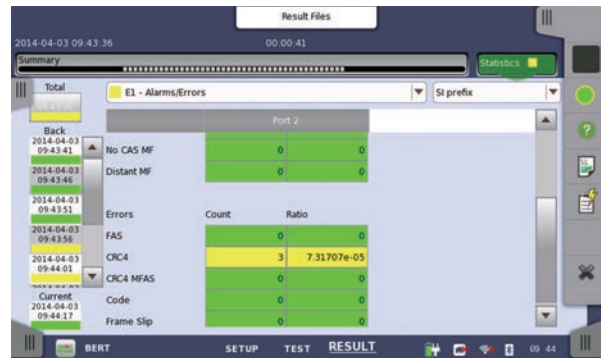 Result Files
2014-04-03 09:43:36 00:00:41
Summary
Statistics
Total
E1 - Alarms/Errors
SI prefix
Port 2
Back
2014-04-03
09:43:41
No CAS MF 0 0
2014-04-03
09:43:46
Distant MF 0 0
2014-04-03
09:43:51
Errors Count Ratio
2014-04-03
09:43:56
FAS 0 0
2014-04-03
09:44:01
CRC4 3 7.31707e-05
CRC4 MFAS 0 0
Current
2014-04-03
09:44:17
Code 0 0
Frame Slip 0 0
BERT SETUP TEST RESULT 09 44